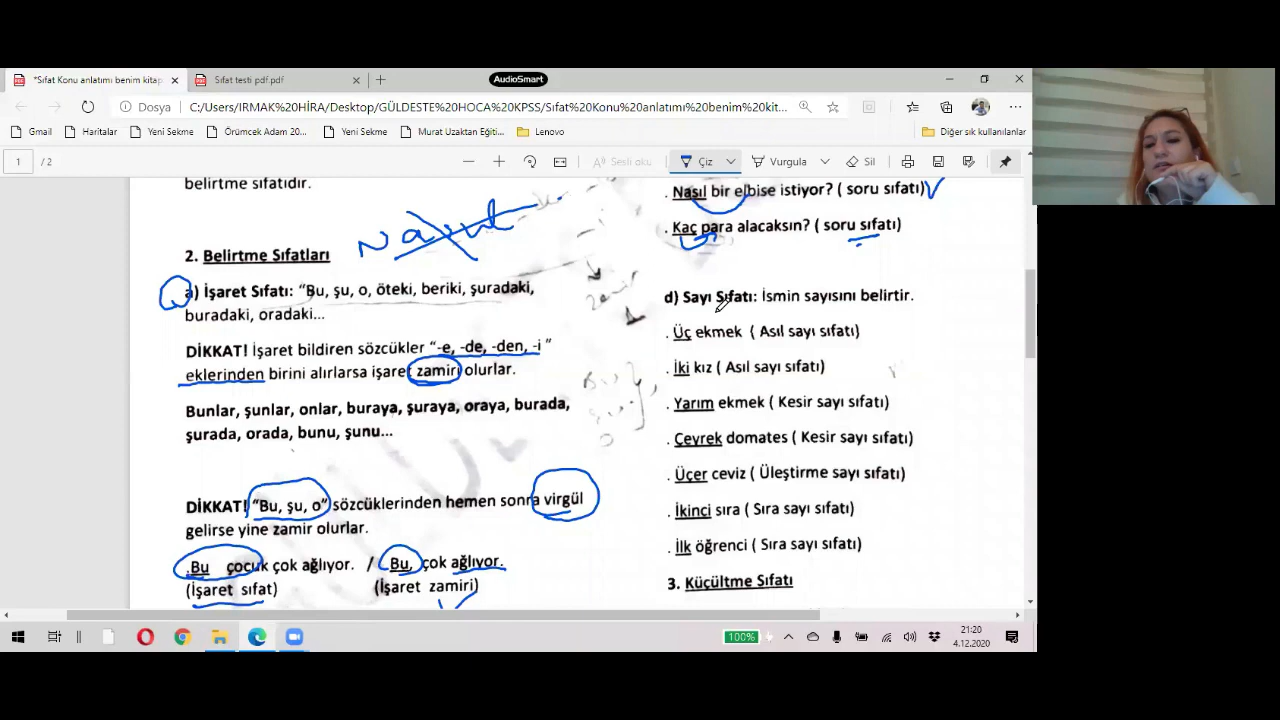 AudioSmart
*Sıfat Konu anlatımı benim kitap
Sıfat testi pdf.pdf
Dosya
C:/Users/IRMAK%20HİRA/Desktop/GÜLDESTE%20HOCA%20KPSS/Sıfat%20Konu%20anlatımı%20benim%20kit...
Gmail
Haritalar
Yeni Sekme
Örümcek Adam 20...
Yeni Sekme
Murat Uzaktan Eğiti...
Lenovo
Diğer sık kullanılanlar
1 / 2
Sesli oku
Çiz
Vurgula
Sil
belirtme sıfatıdır.
2. Belirtme Sıfatları
a) İşaret Sıfatı: "Bu, şu, o, öteki, beriki, şuradaki,
buradaki, oradaki...
DİKKAT! İşaret bildiren sözcükler "-e, -de, -den, -i"
eklerinden birini alırlarsa işaret zamiri olurlar.
Bunlar, şunlar, onlar, buraya, şuraya, oraya, burada,
şurada, orada, bunu, şunu...
DİKKAT! "Bu, şu, o" sözcüklerinden hemen sonra virgül
gelirse yine zamir olurlar.
.Bu çocuk çok ağlıyor. / Bu, çok ağlıyor.
(İşaret sıfat) (İşaret zamiri)
. Nasıl bir elbise istiyor? ( soru sıfatı)
. Kaç para alacaksın? ( soru sıfatı)
d) Sayı Sıfatı: İsmin sayısını belirtir.
. Üç ekmek ( Asıl sayı sıfatı)
. İki kız ( Asıl sayı sıfatı)
. Yarım ekmek ( Kesir sayı sıfatı)
. Çeyrek domates ( Kesir sayı sıfatı)
. Üçer ceviz ( Üleştirme sayı sıfatı)
. İkinci sıra ( Sıra sayı sıfatı)
. İlk öğrenci ( Sıra sayı sıfatı)
3. Küçültme Sıfatı
100%
21:20
4.12.2020